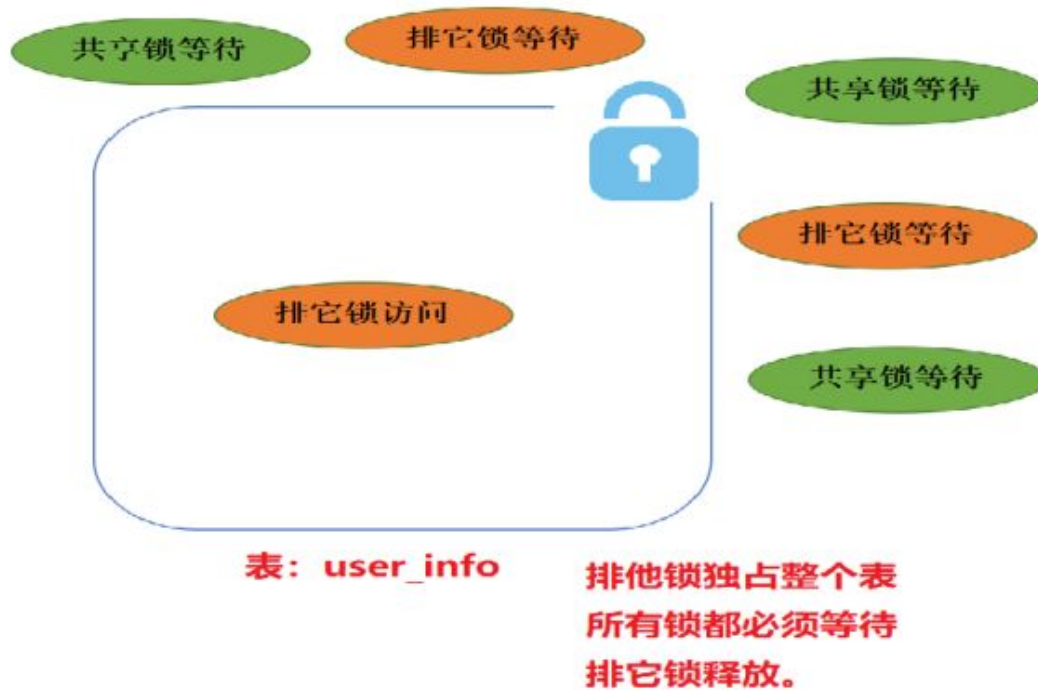 共享锁等待
排它锁等待
共享锁等待
排它锁等待
排它锁访问
共享锁等待
表：user_info
排他锁独占整个表
所有锁都必须等待
排它锁释放。